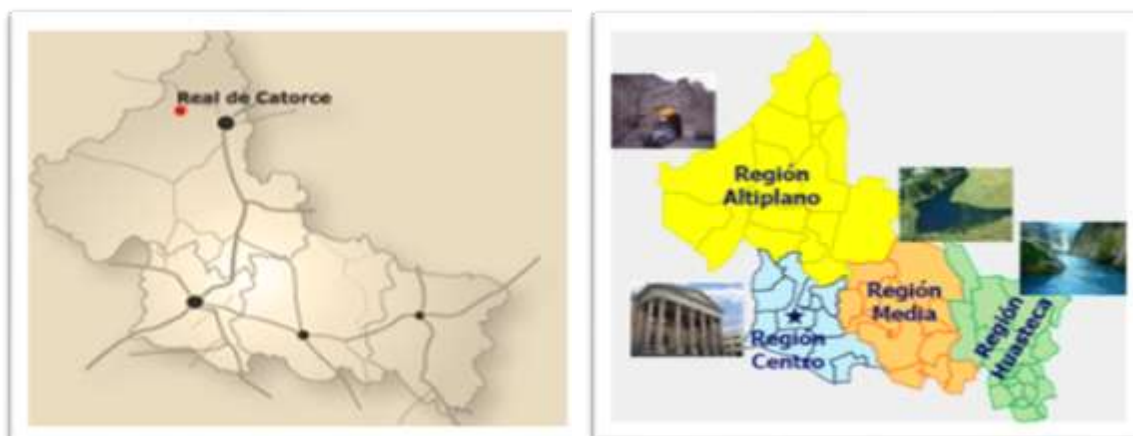 Real de Catorce
Región
Altiplano
Región
Media
Región
Centro
Región
Huasteca